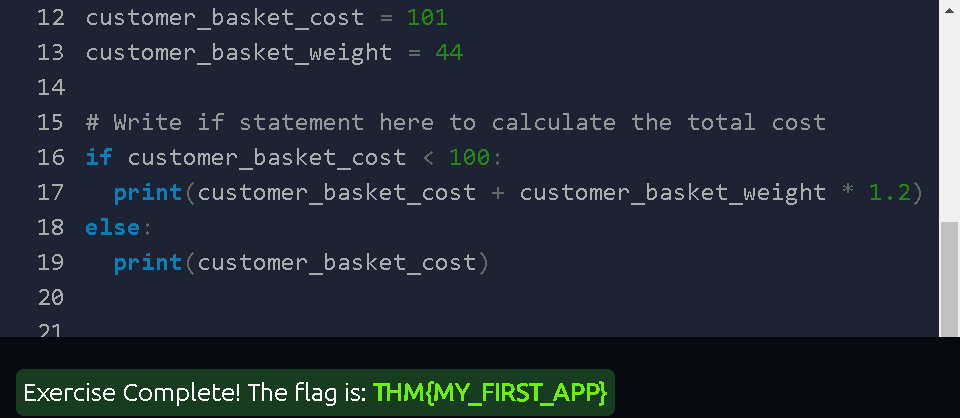 12 customer_basket_cost = 101
13 customer_basket_weight = 44
14
15 # Write if statement here to calculate the total cost
16 if customer_basket_cost < 100:
17   print(customer_basket_cost + customer_basket_weight * 1.2)
18 else:
19   print(customer_basket_cost)
20
21
Exercise Complete! The flag is: THM{MY_FIRST_APP}